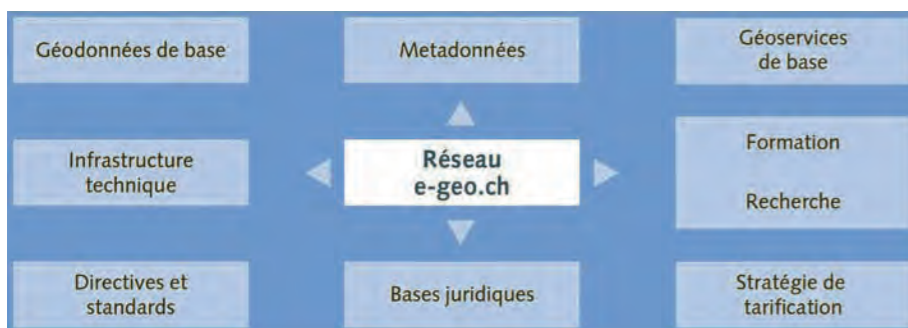 Géodonnées de base
Metadonnées
Géoservices
de base
Infrastructure
technique
Réseau
e-geo.ch
Formation
Recherche
Directives et
standards
Bases juridiques
Stratégie de
tarification